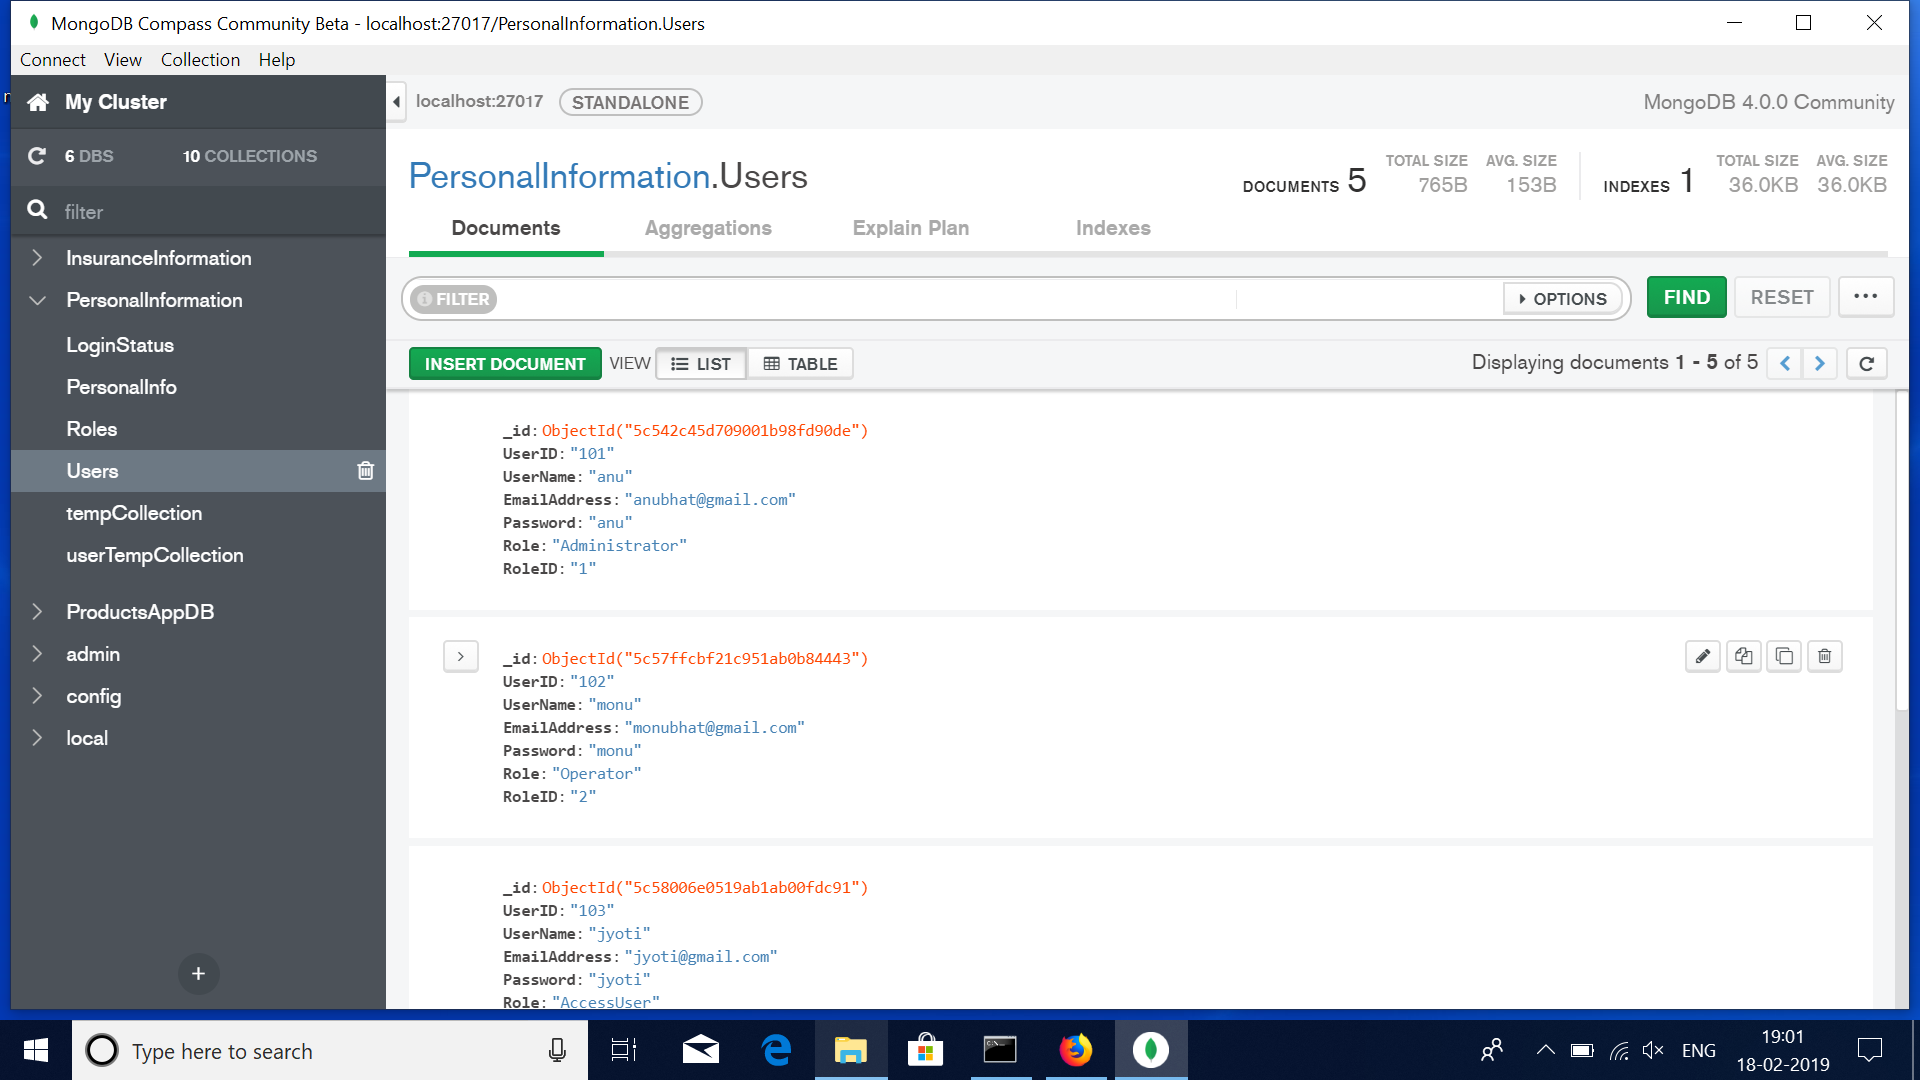 MongoDB Compass Community Beta - localhost:27017/PersonalInformation.Users
Connect View Collection Help
My Cluster
6 DBS 10 COLLECTIONS
filter
InsuranceInformation
PersonalInformation
LoginStatus
PersonalInfo
Roles
Users
tempCollection
userTempCollection
ProductsAppDB
admin
config
local
+
localhost:27017 STANDALONE MongoDB 4.0.0 Community
PersonalInformation.Users
DOCUMENTS 5 TOTAL SIZE 765B AVG. SIZE 153B INDEXES 1 TOTAL SIZE 36.0KB AVG. SIZE 36.0KB
Documents Aggregations Explain Plan Indexes
FILTER OPTIONS FIND RESET ...
INSERT DOCUMENT VIEW LIST TABLE Displaying documents 1 - 5 of 5
_id: ObjectId("5c542c45d709001b98fd90de")
UserID: "101"
UserName: "anu"
EmailAddress: "anubhat@gmail.com"
Password: "anu"
Role: "Administrator"
RoleID: "1"
_id: ObjectId("5c57ffcbf21c951ab0b84443")
UserID: "102"
UserName: "monu"
EmailAddress: "monubhat@gmail.com"
Password: "monu"
Role: "Operator"
RoleID: "2"
_id: ObjectId("5c58006e0519ab1ab00fdc91")
UserID: "103"
UserName: "jyoti"
EmailAddress: "jyoti@gmail.com"
Password: "jyoti"
Role: "AccessUser"
Type here to search
ENG
19:01
18-02-2019